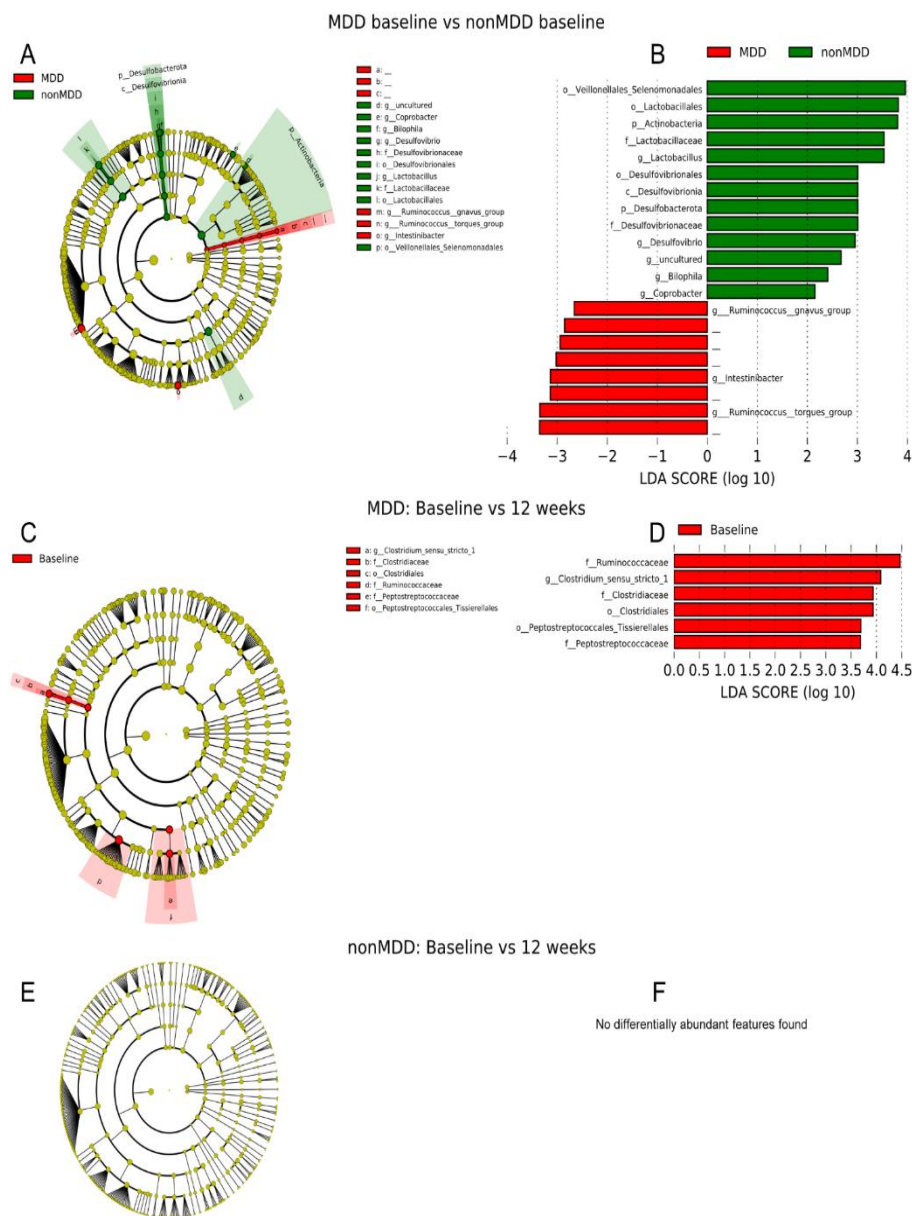 MDD baseline vs nonMDD baseline
A
MDD
nonMDD
p__Desulfobacterota
c__Desulfovibrionia
i
h
p__Actinobacteria
l
k
e
c
b
d
a: __
b: __
c: __
d: g__uncultured
e: g__Coprobacter
f: g__Bilophila
g: g__Desulfovibrio
h: f__Desulfovibrionaceae
i: o__Desulfovibrionales
j: g__Lactobacillus
k: f__Lactobacillaceae
l: o__Lactobacillales
m: g___Ruminococcus_gnavus_group
n: g___Ruminococcus_torques_group
o: g__Intestinibacter
p: o__Veillonellales_Selenomonadales
B
MDD
nonMDD
o__Veillonellales_Selenomonadales
o__Lactobacillales
p__Actinobacteria
f__Lactobacillaceae
g__Lactobacillus
o__Desulfovibrionales
c__Desulfovibrionia
p__Desulfobacterota
f__Desulfovibrionaceae
g__Desulfovibrio
g__uncultured
g__Bilophila
g__Coprobacter
g___Ruminococcus__gnavus_group
__
__
__
g__Intestinibacter
__
g___Ruminococcus__torques_group
__
−4 −3 −2 −1 0 1 2 3 4
LDA SCORE (log 10)
MDD: Baseline vs 12 weeks
C
Baseline
c
b
d
e
f
a: g__Clostridium_sensu_stricto_1
b: f__Clostridiaceae
c: o__Clostridiales
d: f__Ruminococcaceae
e: f__Peptostreptococcaceae
f: o__Peptostreptococcales_Tissierellales
D
Baseline
f__Ruminococcaceae
g__Clostridium_sensu_stricto_1
f__Clostridiaceae
o__Clostridiales
o__Peptostreptococcales_Tissierellales
f__Peptostreptococcaceae
0.0 0.5 1.0 1.5 2.0 2.5 3.0 3.5 4.0 4.5
LDA SCORE (log 10)
nonMDD: Baseline vs 12 weeks
E
F
No differentially abundant features found